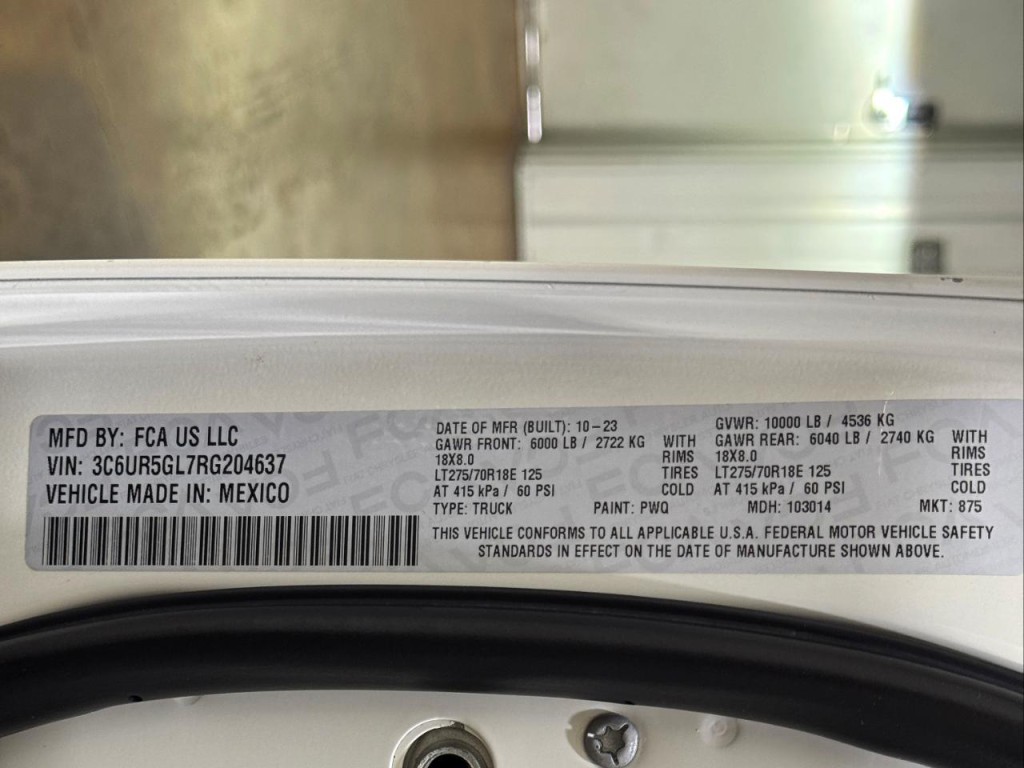 MFD BY: FCA US LLC
VIN: 3C6UR5GL7RG204637
VEHICLE MADE IN: MEXICO
DATE OF MFR (BUILT): 10-23
GVWR: 10000 LB / 4536 KG
GAWR FRONT: 6000 LB / 2722 KG WITH
18X8.0 RIMS
LT275/70R18E 125 TIRES
AT 415 kPa / 60 PSI COLD
GAWR REAR: 6040 LB / 2740 KG WITH
18X8.0 RIMS
LT275/70R18E 125 TIRES
AT 415 kPa / 60 PSI COLD
TYPE: TRUCK PAINT: PWQ MDH: 103014 MKT: 875
THIS VEHICLE CONFORMS TO ALL APPLICABLE U.S.A. FEDERAL MOTOR VEHICLE SAFETY
STANDARDS IN EFFECT ON THE DATE OF MANUFACTURE SHOWN ABOVE.